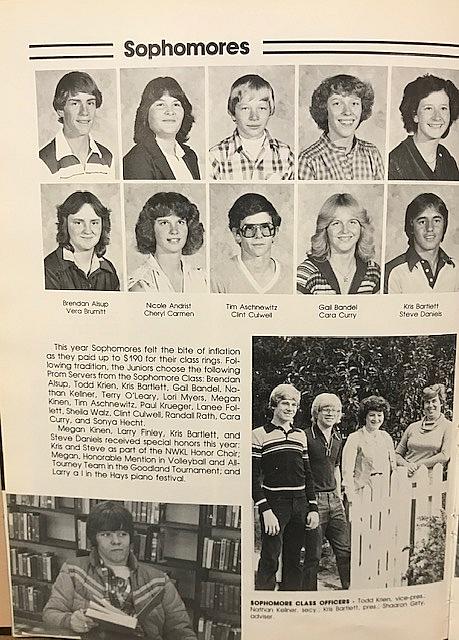 Sophomores
Brendan Alsup
Vera Brumitt
Nicole Andrist
Cheryl Carmen
Tim Aschnewitz
Clint Culwell
Gail Bandel
Cara Curry
Kris Bartlett
Steve Daniels
This year Sophomores felt the bite of inflation
as they paid up to $190 for their class rings. Fol-
lowing tradition, the Juniors choose the following
Prom Servers from the Sophomore Class: Brendan
Alsup, Todd Krien, Kris Bartlett, Gail Bandel, Na-
than Kellner, Terry O'Leary, Lori Myers, Megan
Kinen, Tim Aschnewitz, Paul Krueger, Lanee Fol-
lett, Sheila Walz, Clint Culwell, Randall Rath, Cara
Curry, and Sonya Hecht.
Megan Kinen, Larry Finley, Kris Bartlett, and
Steve Daniels received special honors this year:
Kris and Steve as part of the NWKL Honor Choir;
Megan, Honorable Mention in Volleyball and All-
Tourney Team in the Goodland Tournament; and
Larry a I in the Hays piano festival.
SOPHOMORE CLASS OFFICERS - Todd Krien, vice-pres.,
Nathan Kellner, sec'y.; Kris Bartlett, pres.; Sharron Girty,
adviser.